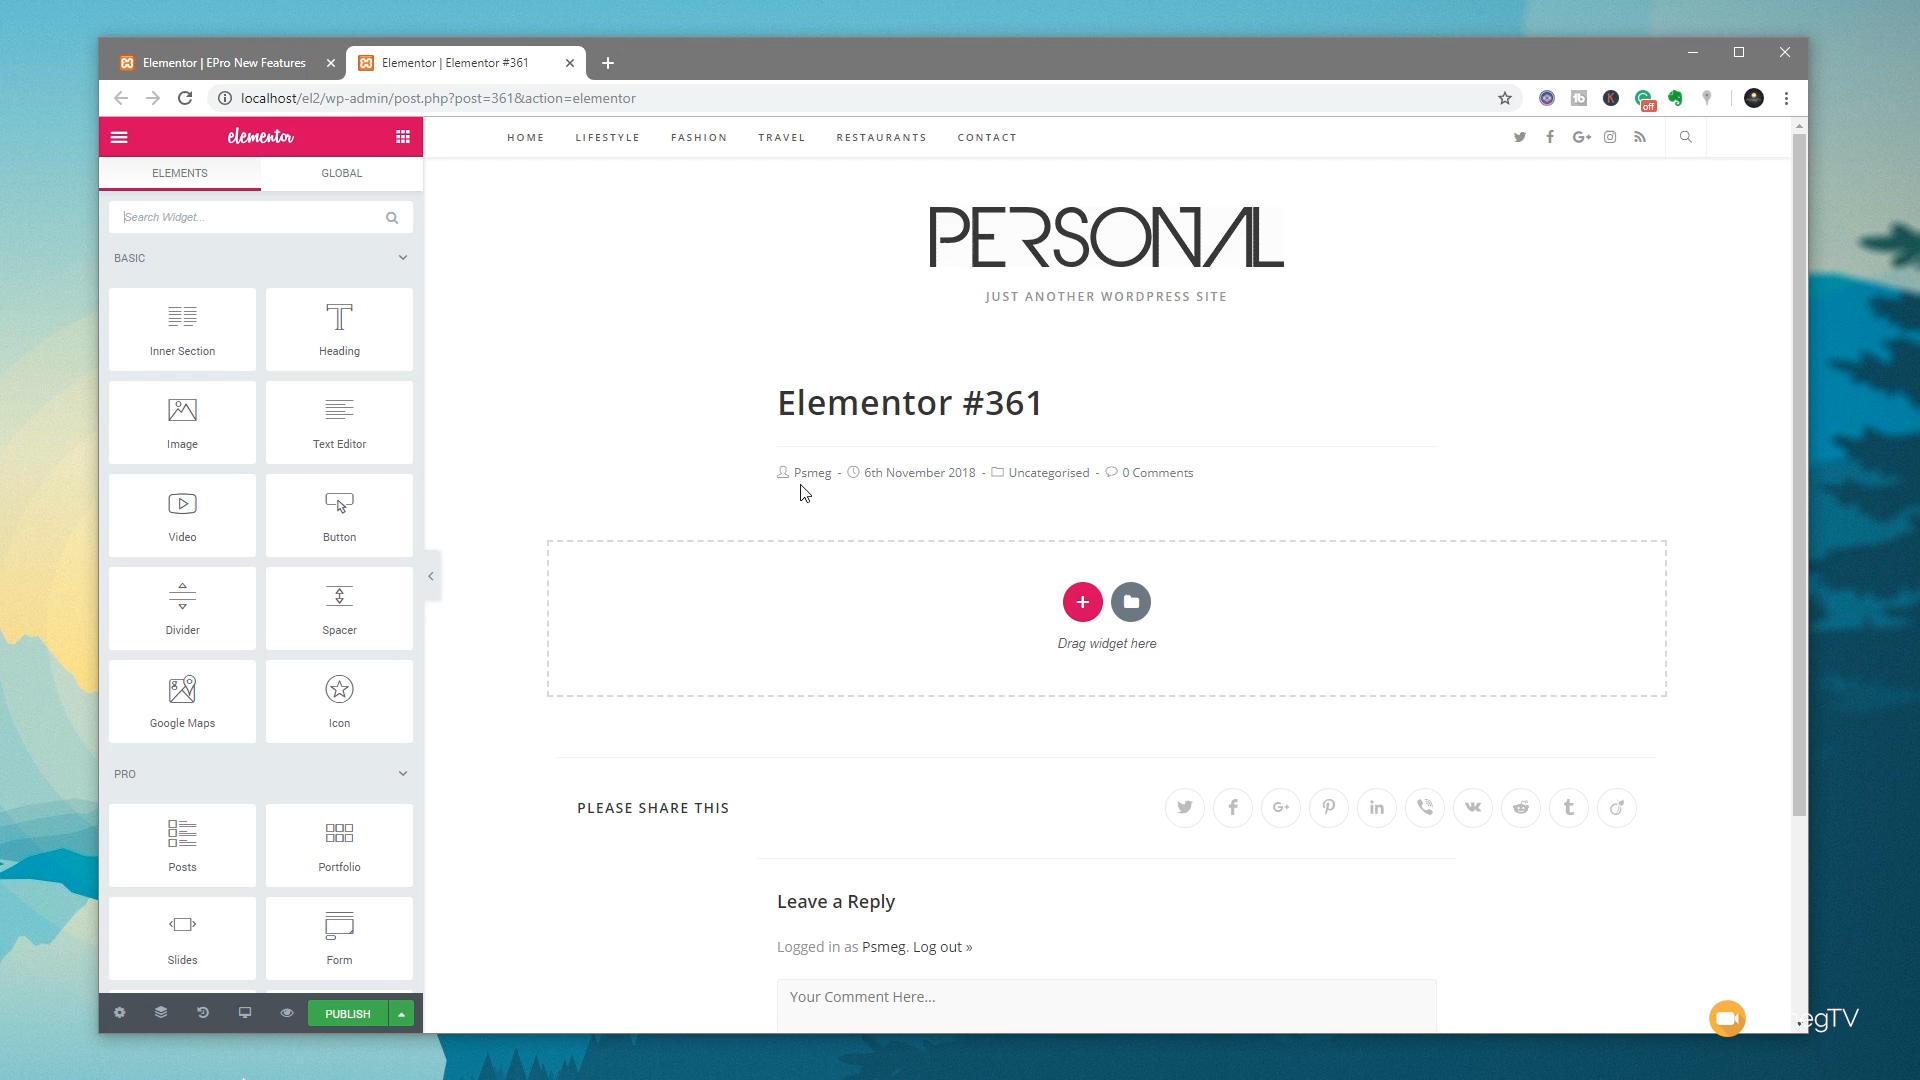 Elementor | EPro New Features
Elementor | Elementor #361
localhost/el2/wp-admin/post.php?post=361&action=elementor
off
elementor
ELEMENTS
GLOBAL
Search Widget...
BASIC
Inner Section
Heading
Image
Text Editor
Video
Button
Divider
Spacer
Google Maps
Icon
PRO
Posts
Portfolio
Slides
Form
PUBLISH
HOME
LIFESTYLE
FASHION
TRAVEL
RESTAURANTS
CONTACT
PERSONAL
JUST ANOTHER WORDPRESS SITE
Elementor #361
Psmeg - 6th November 2018 - Uncategorised - 0 Comments
Drag widget here
PLEASE SHARE THIS
Leave a Reply
Logged in as Psmeg. Log out »
Your Comment Here...